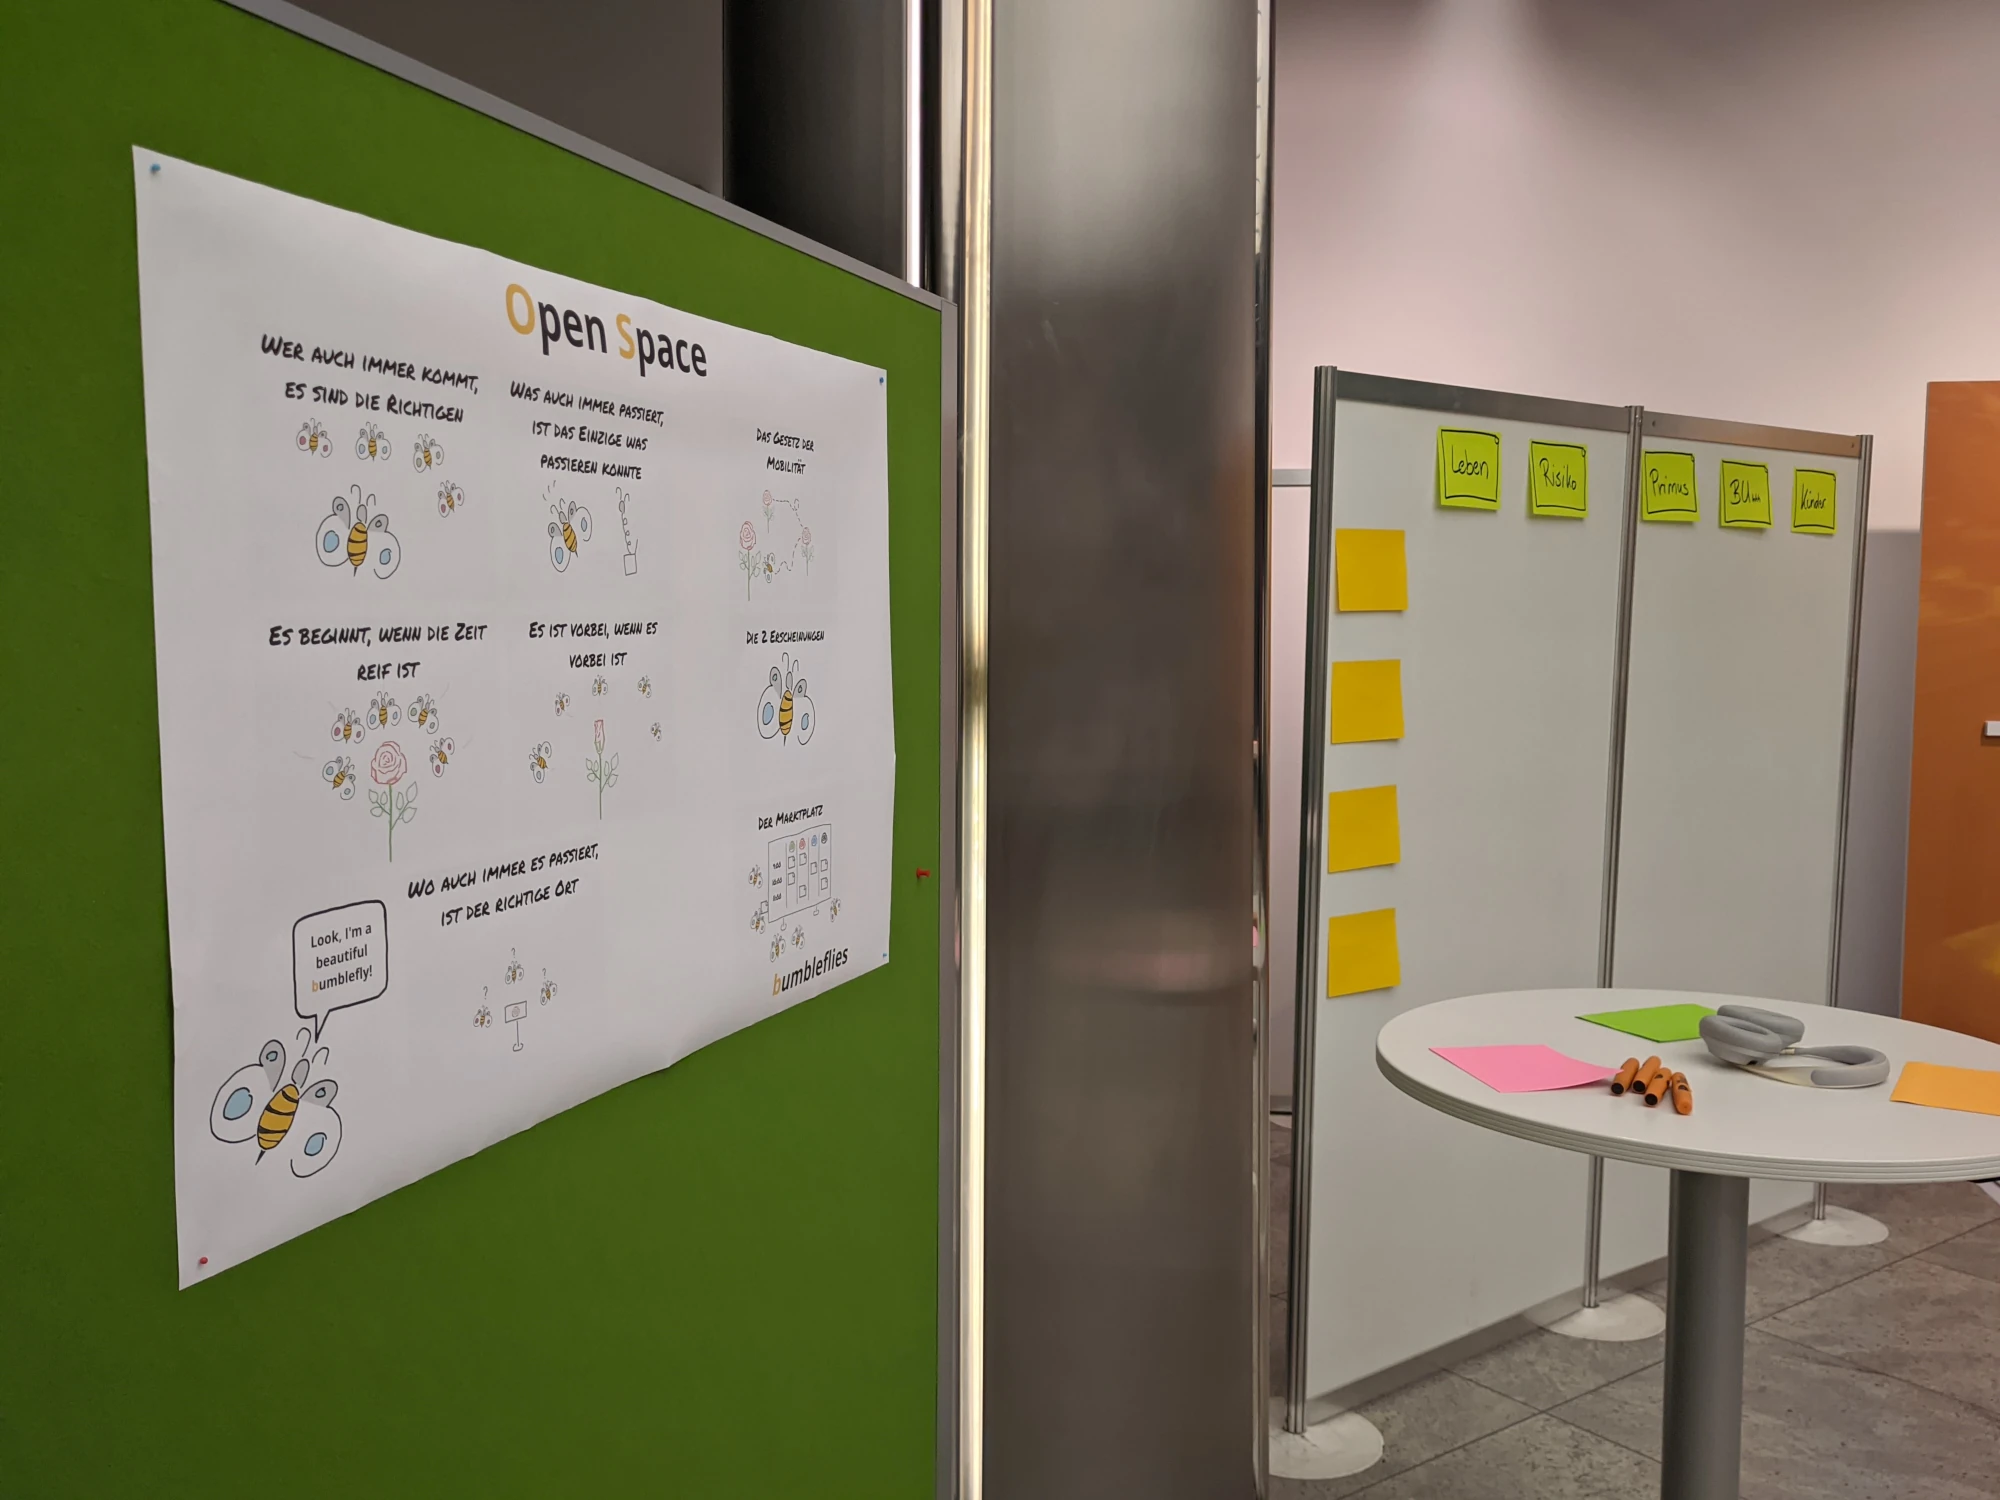 Open Space
Wer auch immer kommt,
es sind die Richtigen
Was auch immer passiert,
ist das Einzige was
passieren konnte
Das Gesetz der
Mobilität
Es beginnt, wenn die Zeit
reif ist
Es ist vorbei, wenn es
vorbei ist
Die 2 Erscheinungen
Wo auch immer es passiert,
ist der richtige Ort
Der Marktplatz
Look, I'm a
beautiful
bumblefly!
bumbleflies
Leben
Risiko
Primus
BU
Kinder